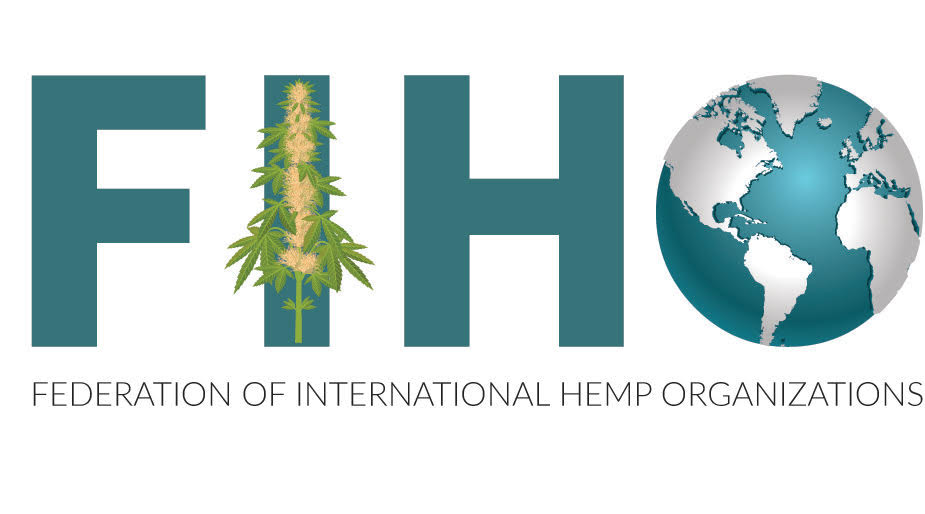 FIHO
FEDERATION OF INTERNATIONAL HEMP ORGANIZATIONS